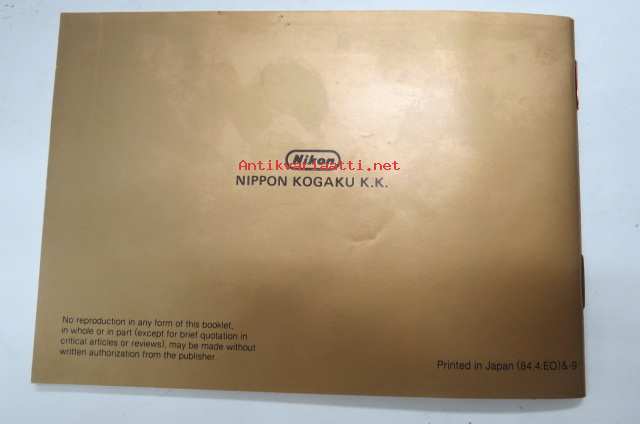 Nikon
Antikvariaatti.net
NIPPON KOGAKU K.K.
No reproduction in any form of this booklet,
in whole or in part (except for brief quotation in
critical articles or reviews), may be made without
written authorization from the publisher.
Printed in Japan (84.4.EO)&-9